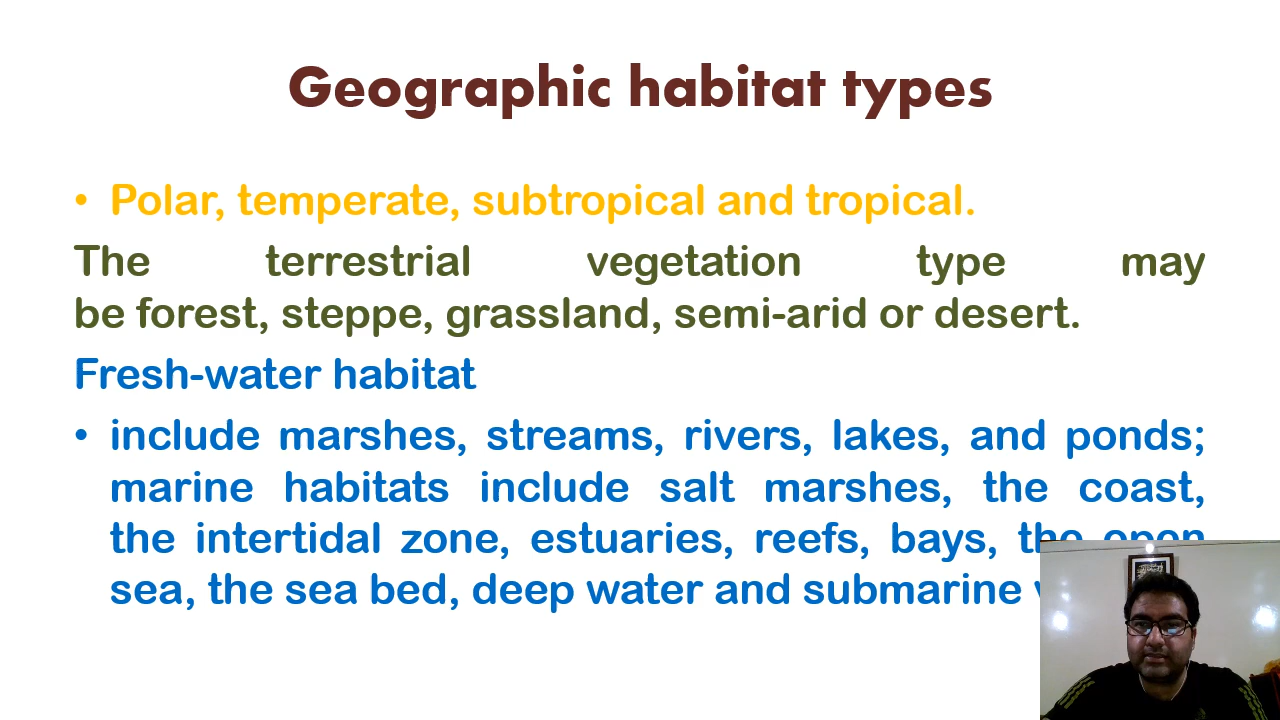 Geographic habitat types
• Polar, temperate, subtropical and tropical.
The terrestrial vegetation type may
be forest, steppe, grassland, semi-arid or desert.
Fresh-water habitat
• include marshes, streams, rivers, lakes, and ponds;
marine habitats include salt marshes, the coast,
the intertidal zone, estuaries, reefs, bays, the open
sea, the sea bed, deep water and submarine